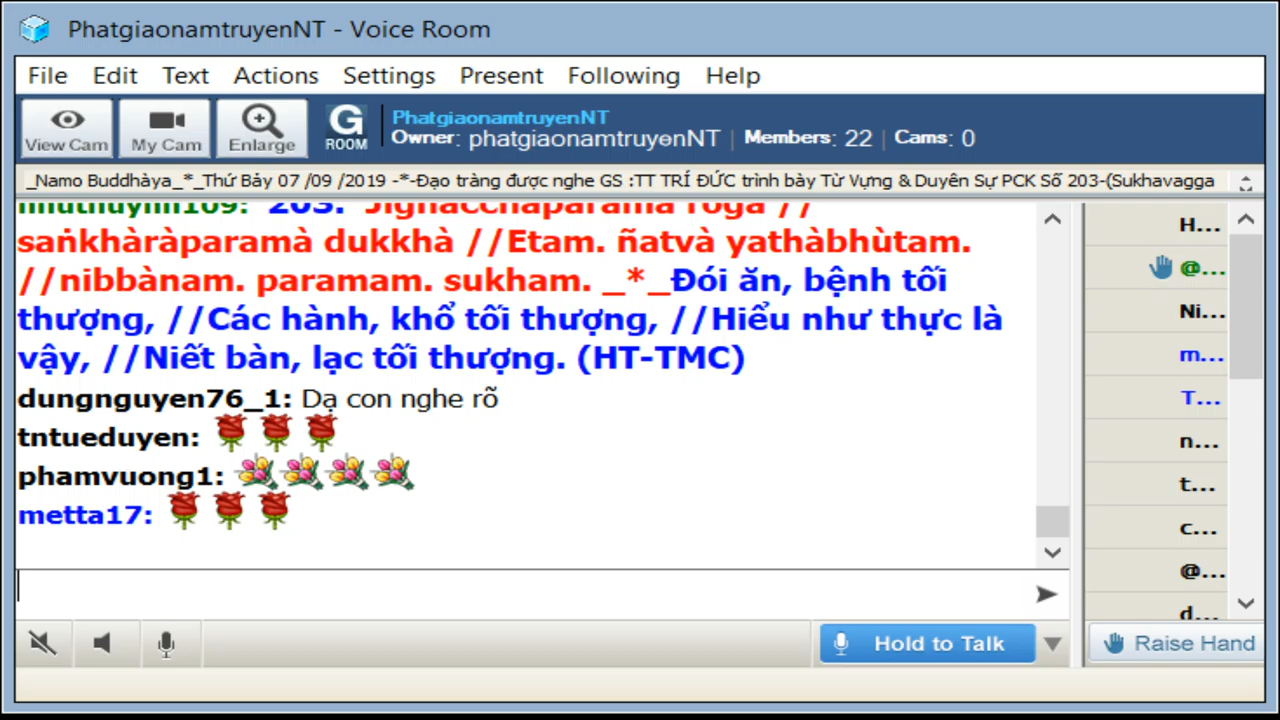 PhatgiaonamtruyenNT - Voice Room
File Edit Text Actions Settings Present Following Help
View Cam My Cam Enlarge G ROOM
PhatgiaonamtruyenNT
Owner: phatgiaonamtruyenNT | Members: 22 | Cams: 0
_Namo Buddhàya_*_Thứ Bảy 07 /09 /2019 -*-Đạo tràng được nghe GS :TT TRÍ ĐỨC trình bày Từ Vựng & Duyên Sự PCK Số 203-(Sukhavagga
203. Jighacchàparamà rogà //
saṅkhàràparamà dukkhà //Etam. ñatvà yathàbhùtam.
//nibbànam. paramam. sukham. _*_Đói ăn, bệnh tối
thượng, //Các hành, khổ tối thượng, //Hiểu như thực là
vậy, //Niết bàn, lạc tối thượng. (HT-TMC)
dungnguyen76_1: Dạ con nghe rõ
tntueduyen:
phamvuong1:
metta17:
H...
@...
Ni...
m...
T...
n...
t...
c...
@...
d...
Hold to Talk
Raise Hand